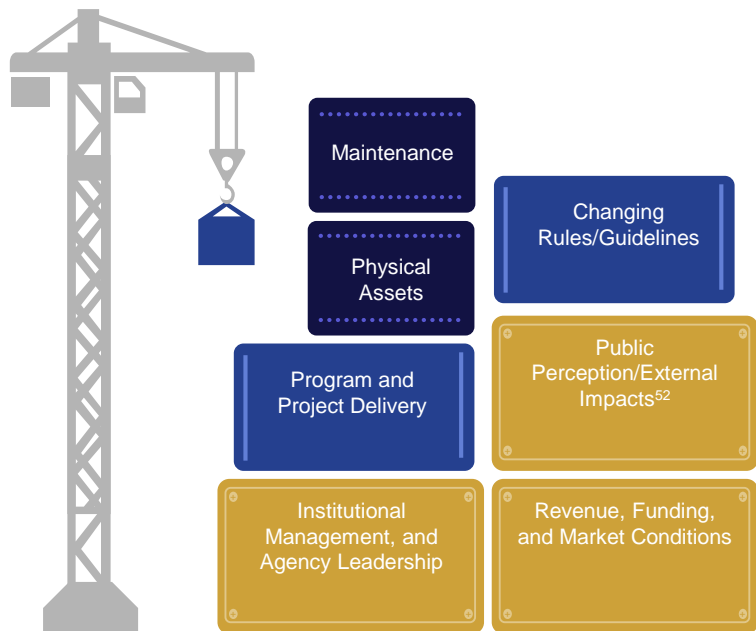 Maintenance
Changing
Rules/Guidelines
Physical
Assets
Public
Perception/External
Impacts52
Program and
Project Delivery
Institutional
Management, and
Agency Leadership
Revenue, Funding,
and Market Conditions